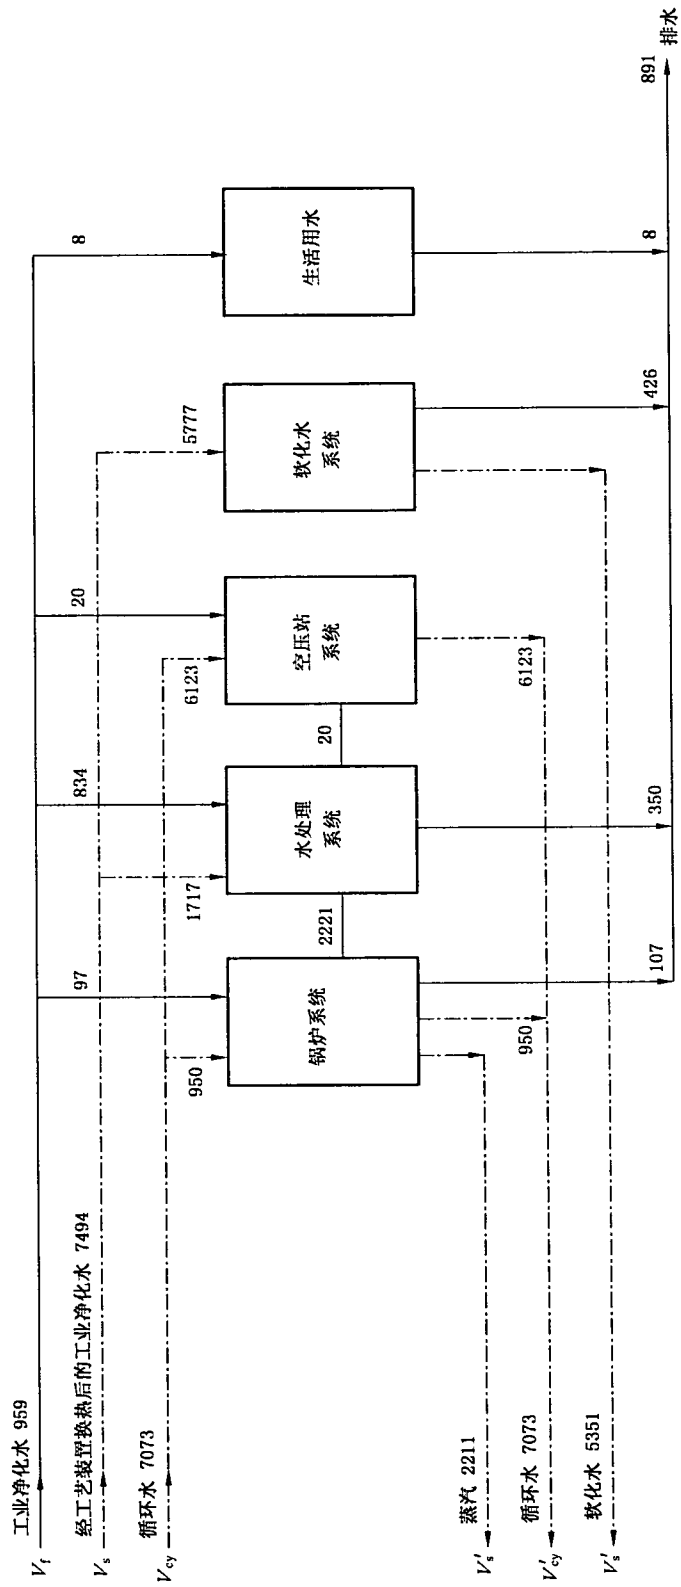 工业净化水 959
V_f
经工艺装置换热后的工业净化水 7494
V_s
循环水 7073
V_cy
97
834
20
8
1717
5777
950
6123
锅炉系统
2221
水处理
系统
20
空压站
系统
软化水
系统
生活用水
蒸汽 2211
V_s′
950
6123
循环水 7073
V_cy′
软化水 5351
V_s′
107
350
426
8
891
排水